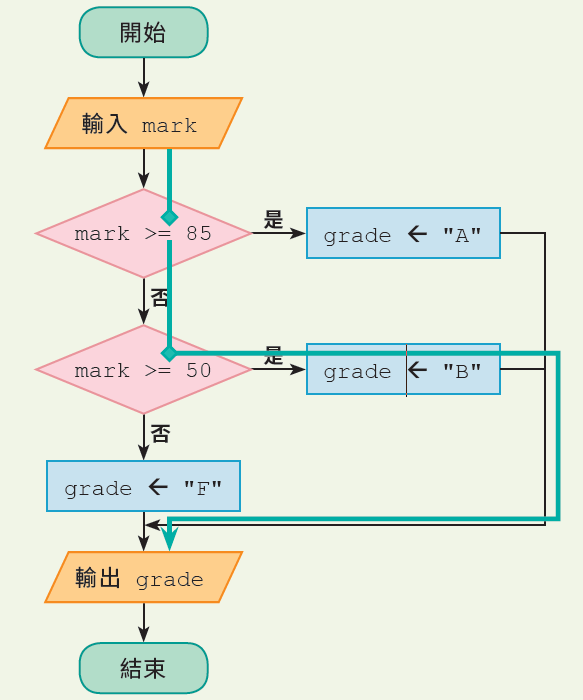 開始
輸入 mark
mark >= 85
是
grade ← "A"
否
mark >= 50
是
grade ← "B"
否
grade ← "F"
輸出 grade
結束